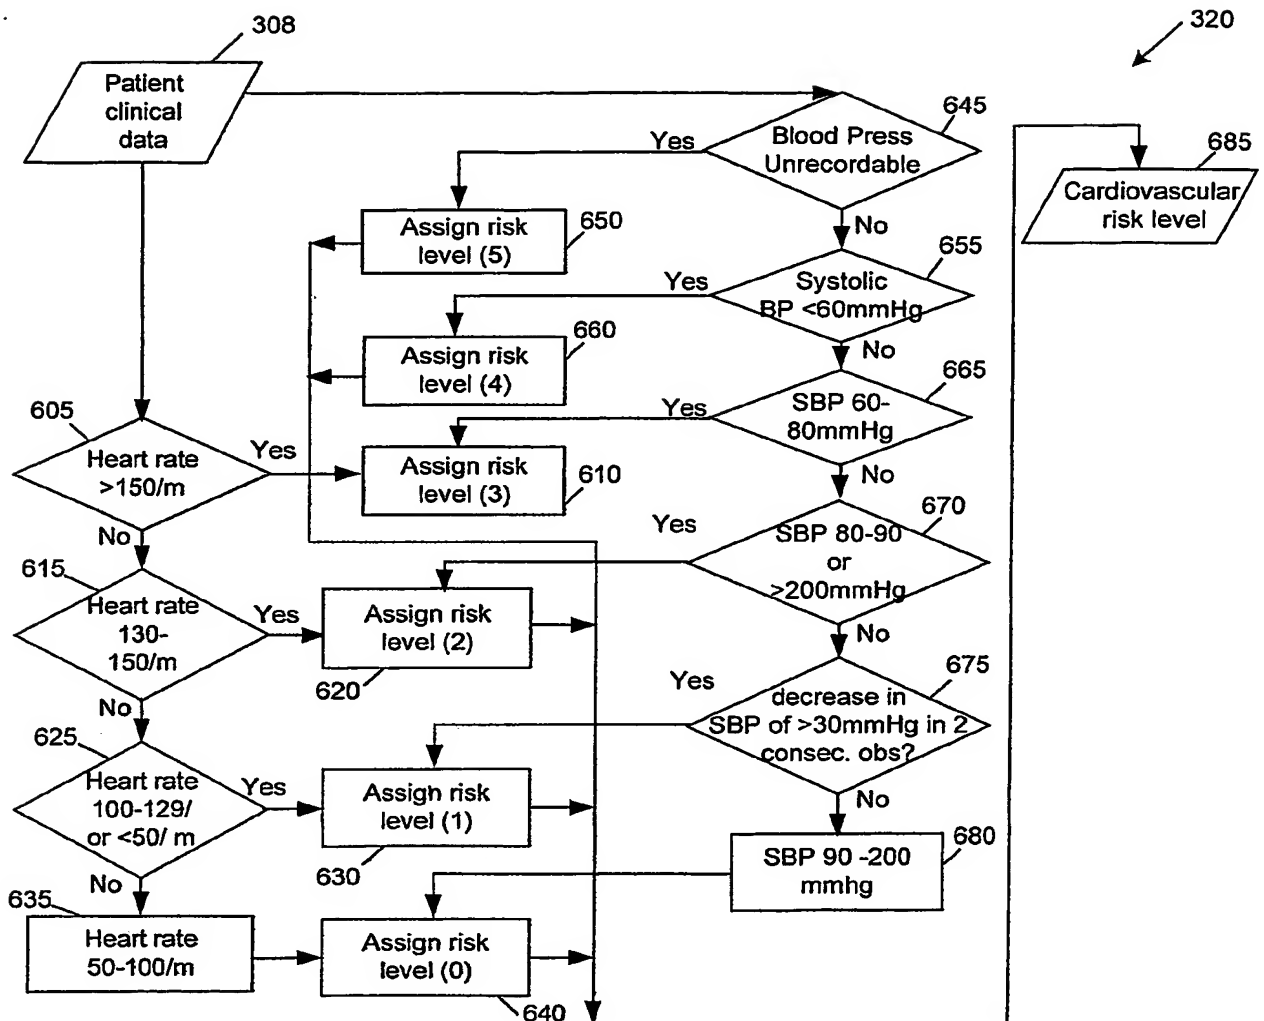 308
320
Patient
clinical
data
645
Blood Press
Unrecordable
Yes
685
Cardiovascular
risk level
Assign risk
level (5)
650
No
655
Systolic
BP <60mmHg
Yes
660
Assign risk
level (4)
No
665
SBP 60-
80mmHg
Yes
605
Heart rate
>150/m
Yes
Assign risk
level (3)
610
No
670
SBP 80-90
or
>200mmHg
Yes
No
615
Heart rate
130-
150/m
Yes
Assign risk
level (2)
620
No
675
decrease in
SBP of >30mmHg in 2
consec. obs?
Yes
No
625
Heart rate
100-129/
or <50/ m
Yes
Assign risk
level (1)
630
No
680
SBP 90 -200
mmhg
No
635
Heart rate
50-100/m
Assign risk
level (0)
640